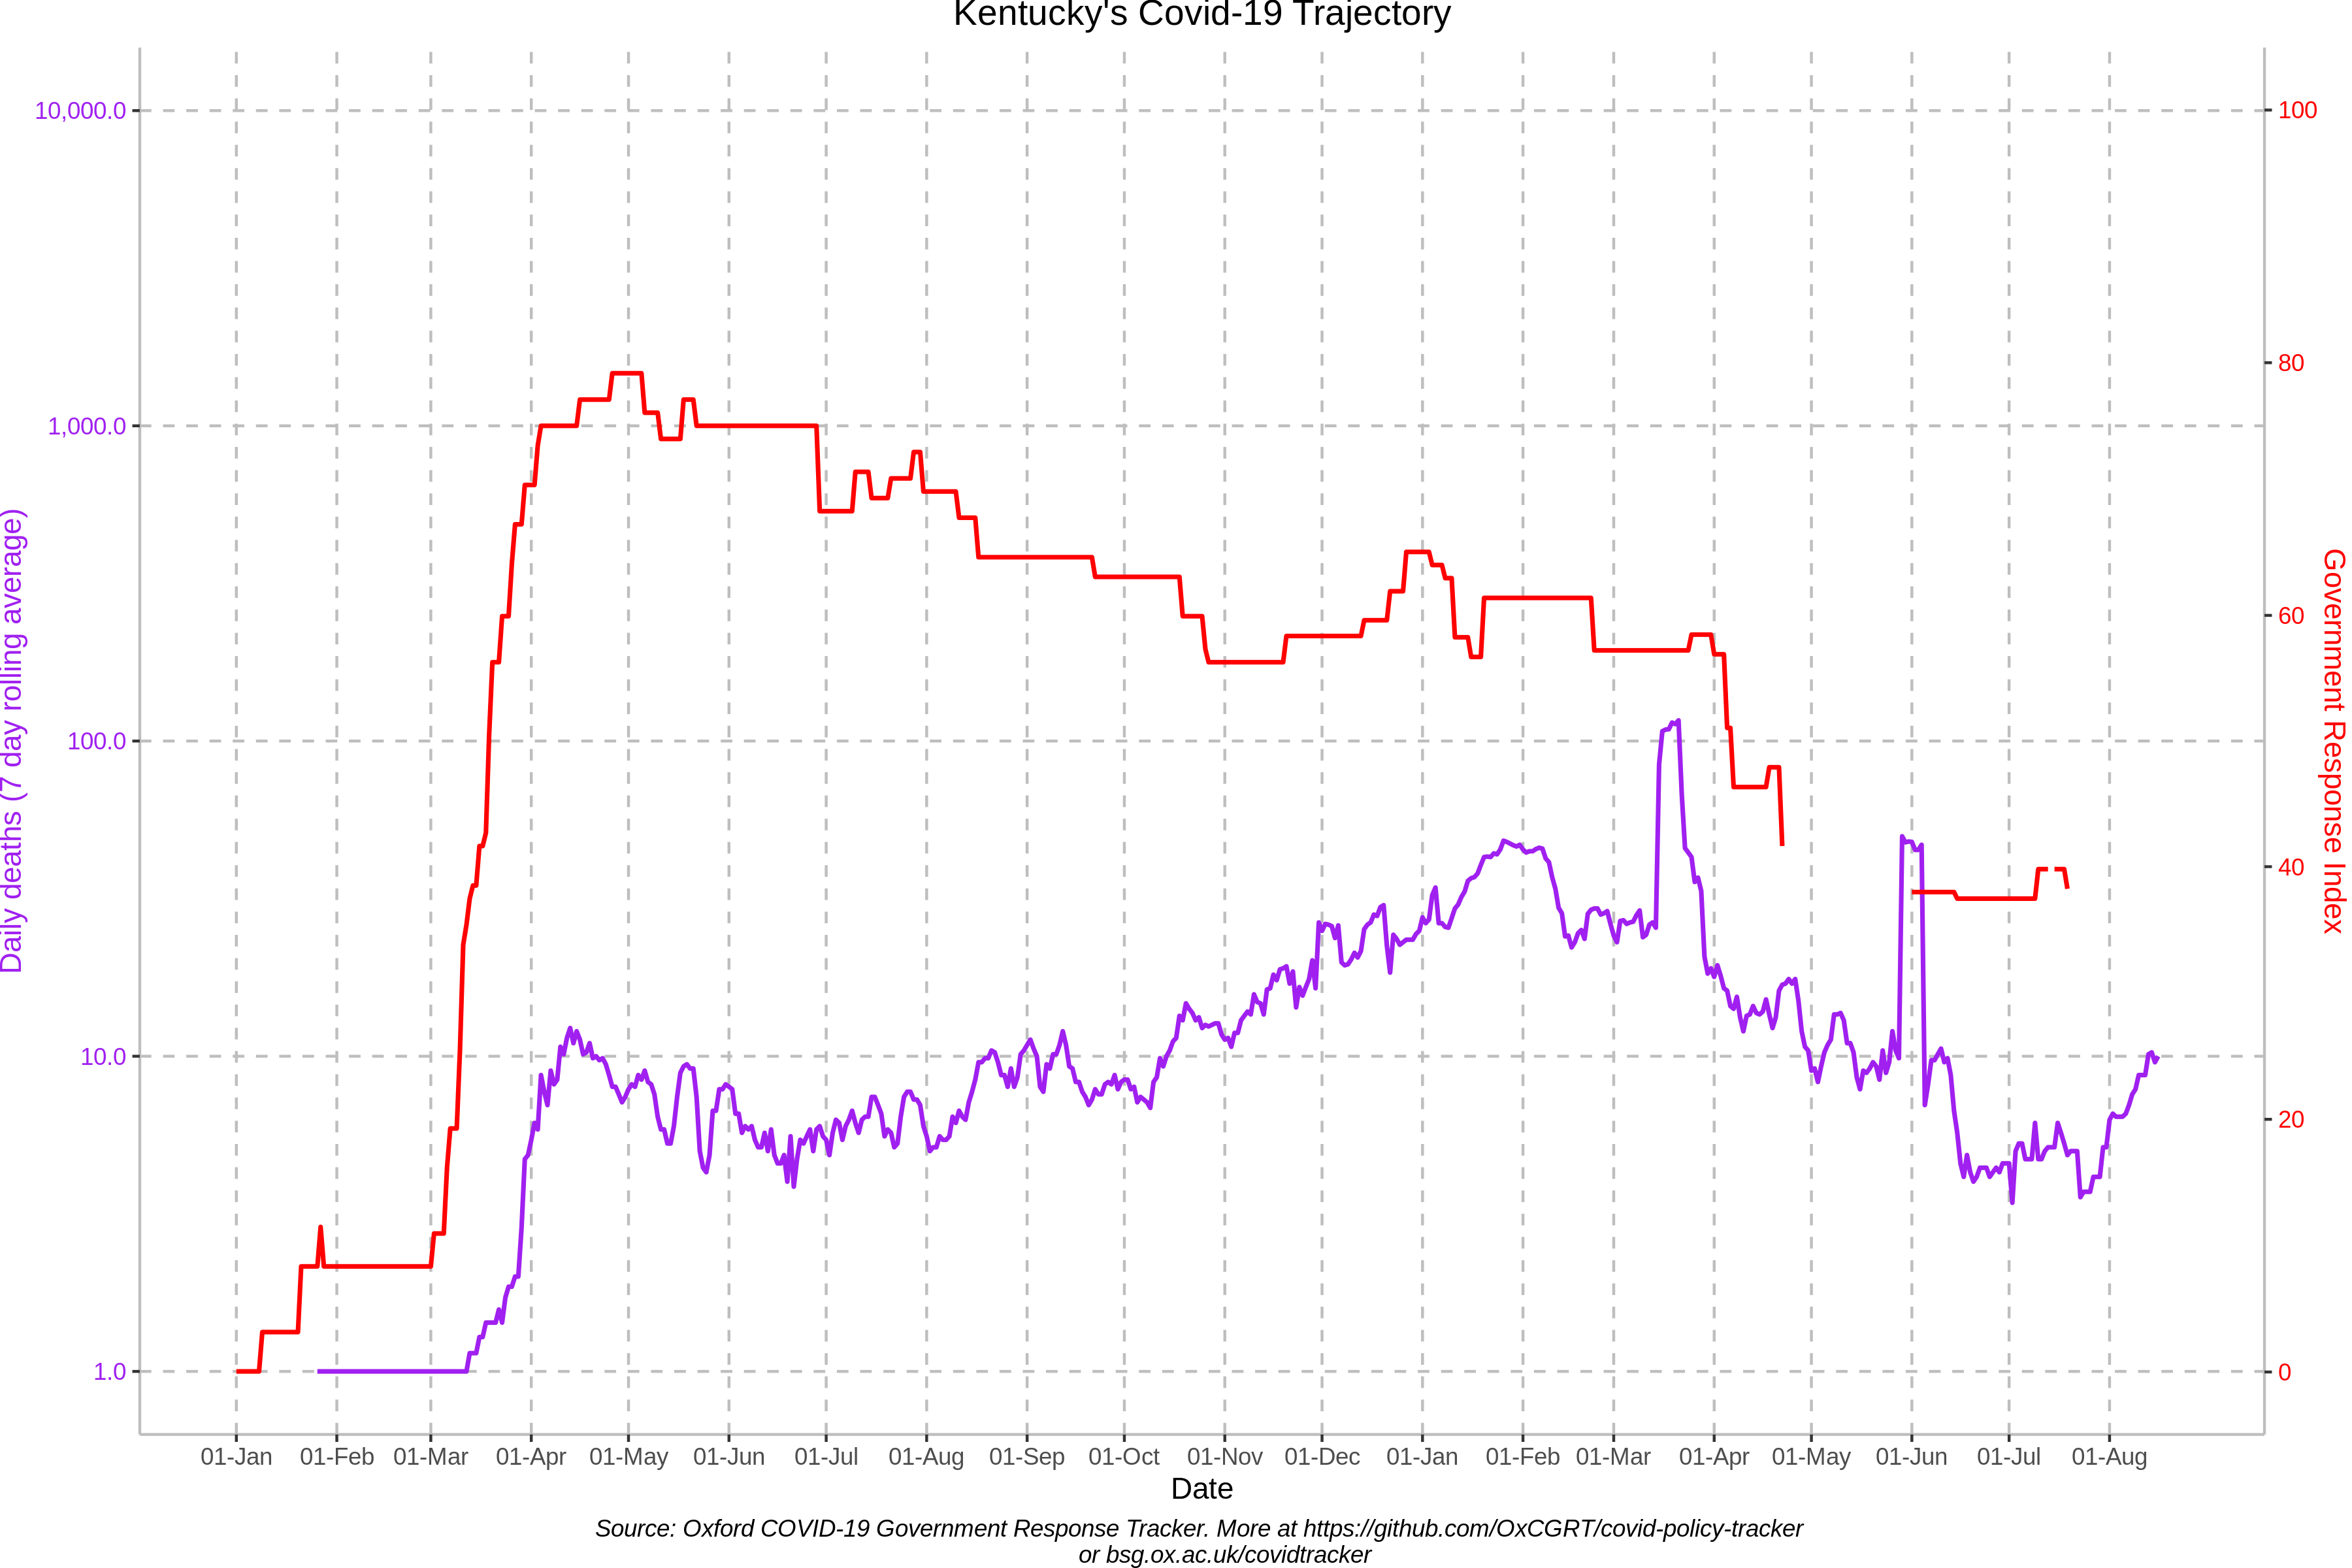 Kentucky's Covid-19 Trajectory
10,000.0
1,000.0
100.0
10.0
1.0
Daily deaths (7 day rolling average)
100
80
60
40
20
0
Government Response Index
01-Jan 01-Feb 01-Mar 01-Apr 01-May 01-Jun 01-Jul 01-Aug 01-Sep 01-Oct 01-Nov 01-Dec 01-Jan 01-Feb 01-Mar 01-Apr 01-May 01-Jun 01-Jul 01-Aug
Date
Source: Oxford COVID-19 Government Response Tracker. More at https://github.com/OxCGRT/covid-policy-tracker
or bsg.ox.ac.uk/covidtracker